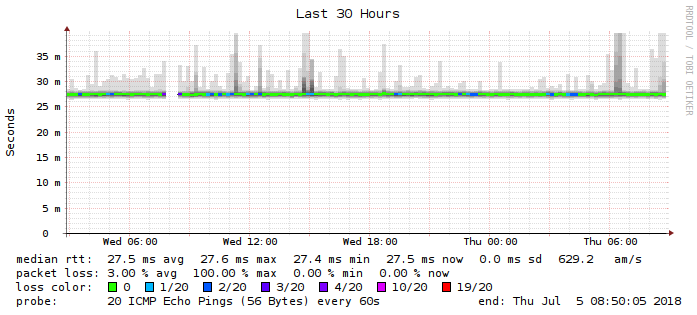 Last 30 Hours
RRDTOOL / TOBI OETIKER
Seconds
35 m
30 m
25 m
20 m
15 m
10 m
5 m
0
Wed 06:00 Wed 12:00 Wed 18:00 Thu 00:00 Thu 06:00
median rtt: 27.5 ms avg 27.6 ms max 27.4 ms min 27.5 ms now 0.0 ms sd 629.2 am/s
packet loss: 3.00 % avg 100.00 % max 0.00 % min 0.00 % now
loss color: 0 1/20 2/20 3/20 4/20 10/20 19/20
probe: 20 ICMP Echo Pings (56 Bytes) every 60s end: Thu Jul 5 08:50:05 2018